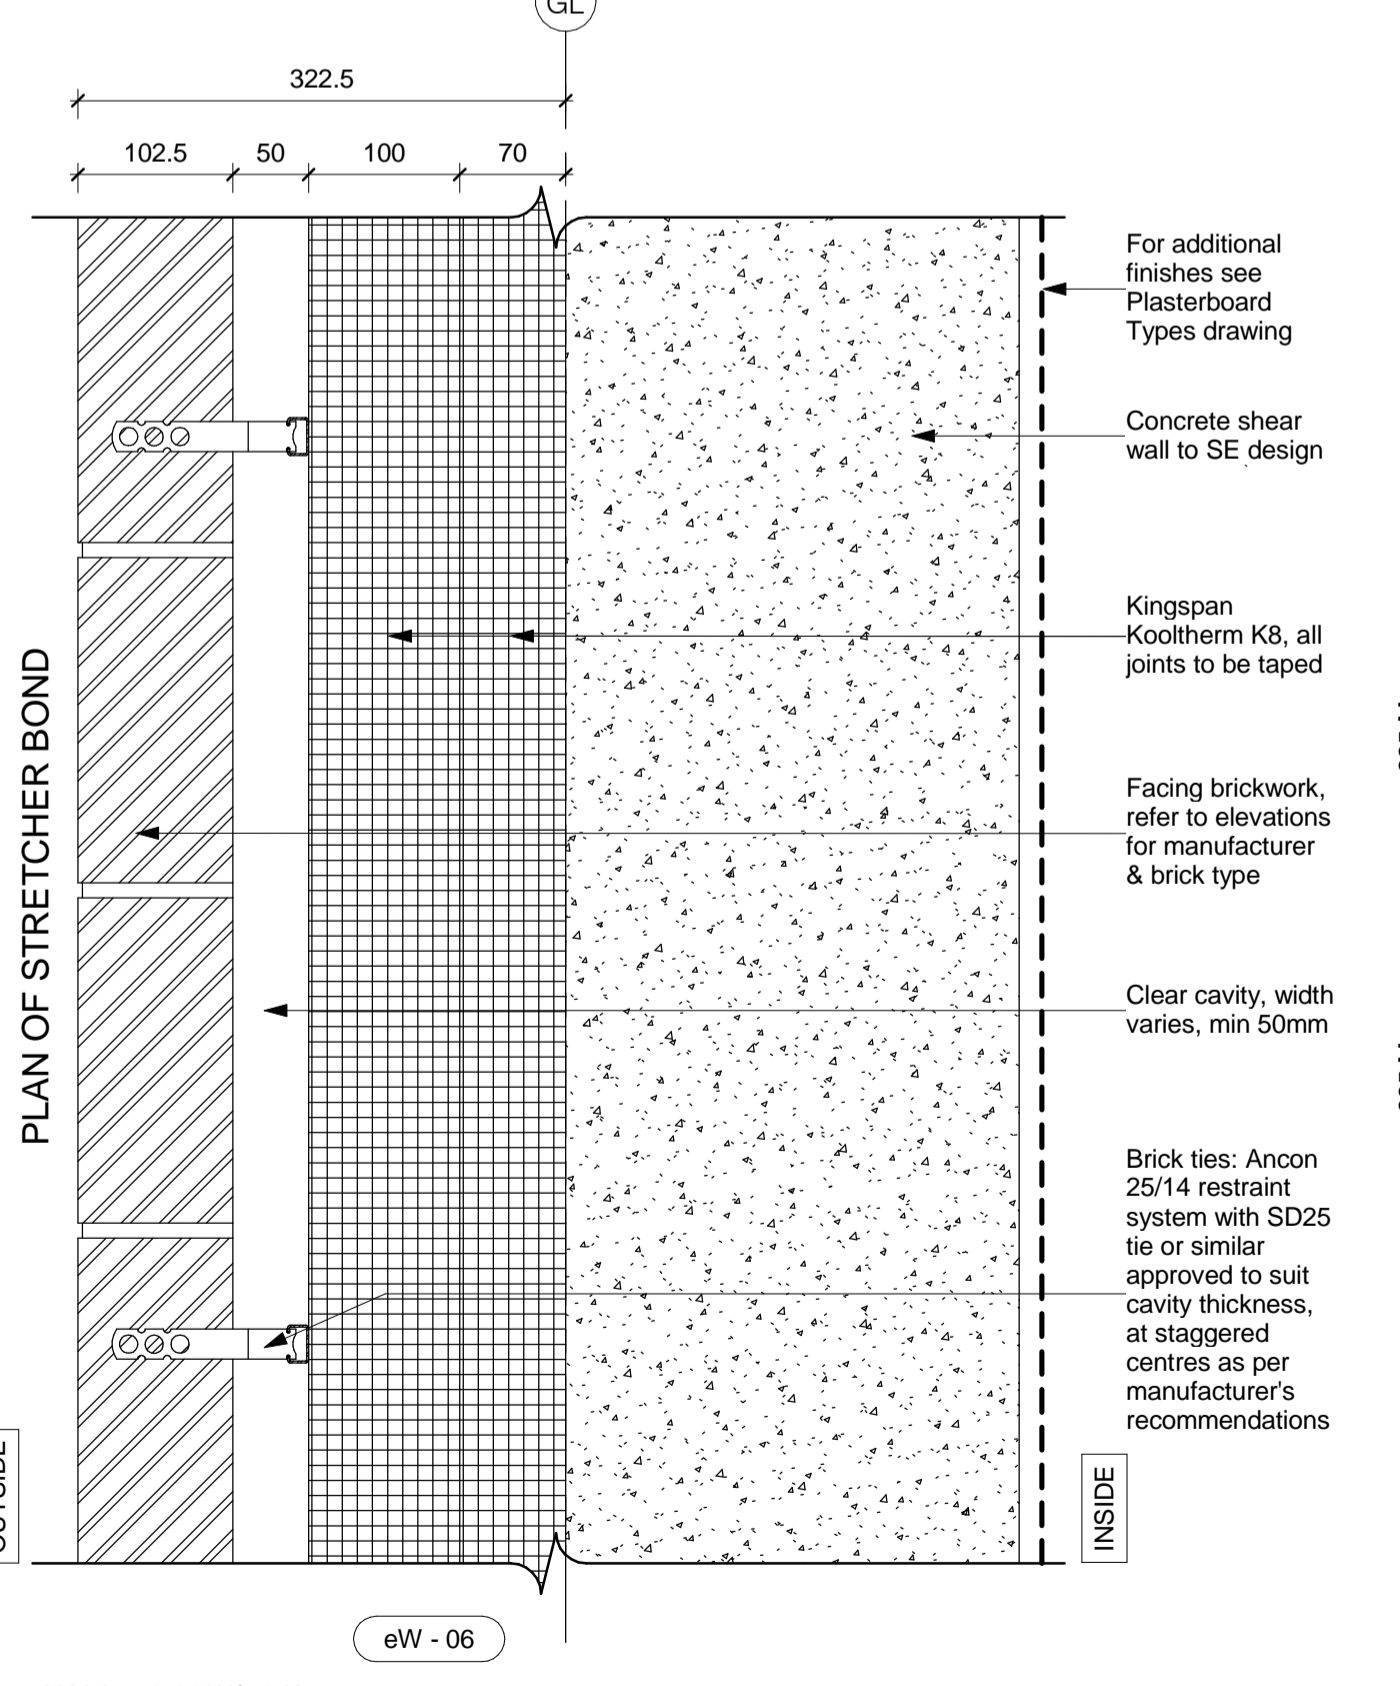 GL
322.5
102.5 50 100 70
For additional
finishes see
Plasterboard
Types drawing
Concrete shear
wall to SE design
Kingspan
Kooltherm K8, all
joints to be taped
Facing brickwork,
refer to elevations
for manufacturer
& brick type
Clear cavity, width
varies, min 50mm
Brick ties: Ancon
25/14 restraint
system with SD25
tie or similar
approved to suit
cavity thickness,
at staggered
centres as per
manufacturer's
recommendations
PLAN OF STRETCHER BOND
OUTSIDE
INSIDE
eW - 06